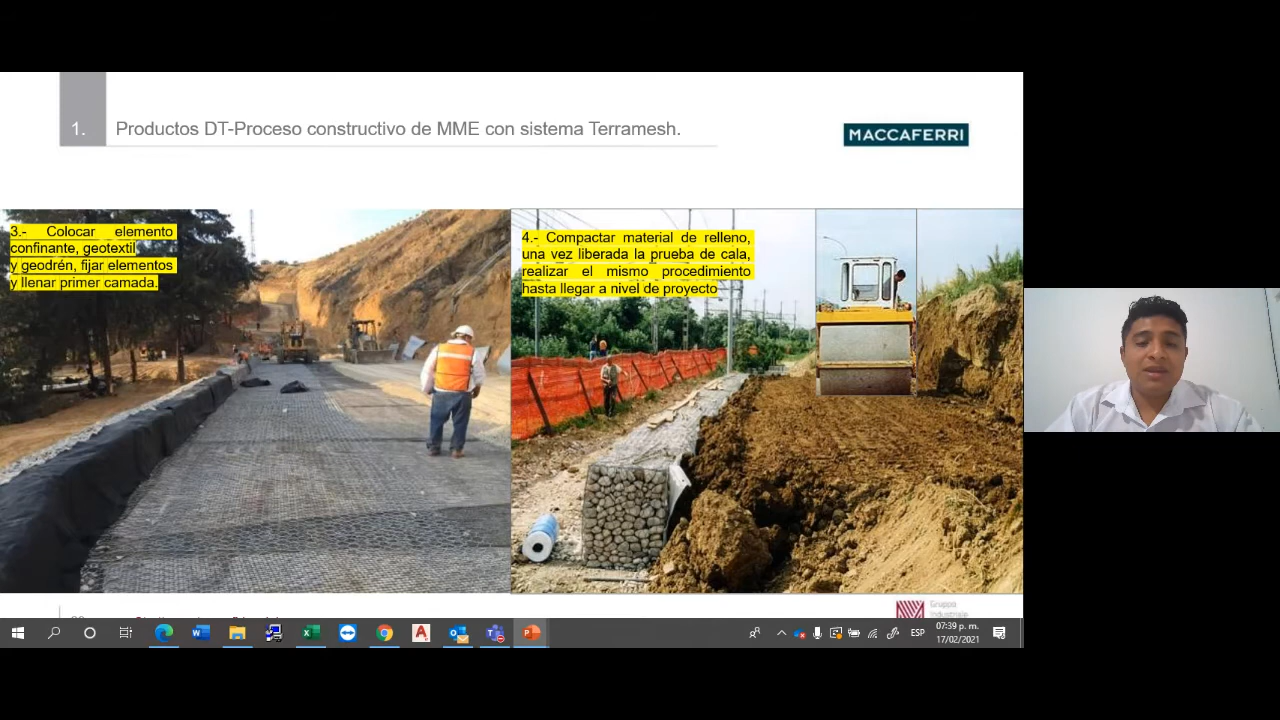 1.
Productos DT-Proceso constructivo de MME con sistema Terramesh.
MACCAFERRI
3.- Colocar elemento
confinante, geotextil
y geodrén, fijar elementos
y llenar primer camada.
4.- Compactar material de relleno,
una vez liberada la prueba de cala,
realizar el mismo procedimiento
hasta llegar a nivel de proyecto
Gruppo
Industriale
ESP
07:39 p. m.
17/02/2021